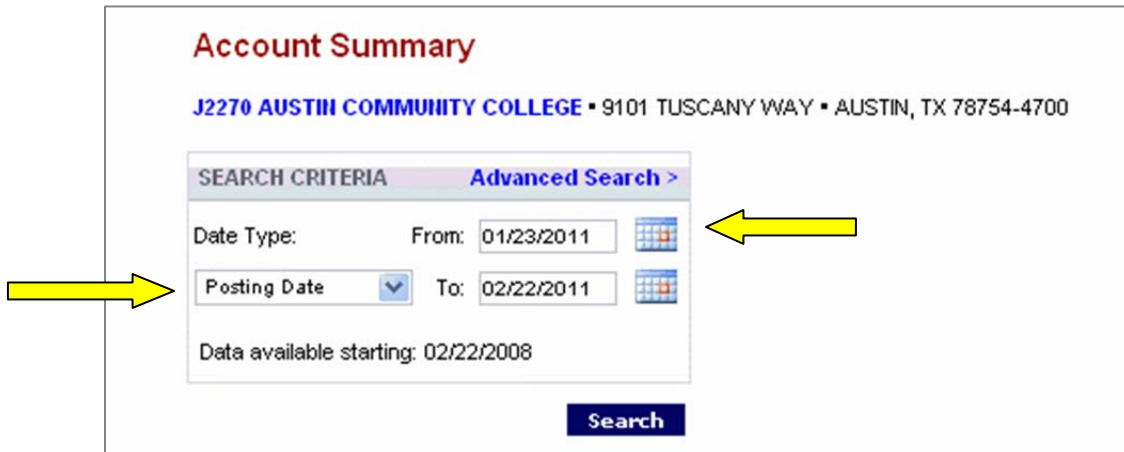 Account Summary
J2270 AUSTIN COMMUNITY COLLEGE ▪ 9101 TUSCANY WAY ▪ AUSTIN, TX 78754-4700
SEARCH CRITERIA Advanced Search >
Date Type: From: 01/23/2011
Posting Date To: 02/22/2011
Data available starting: 02/22/2008
Search